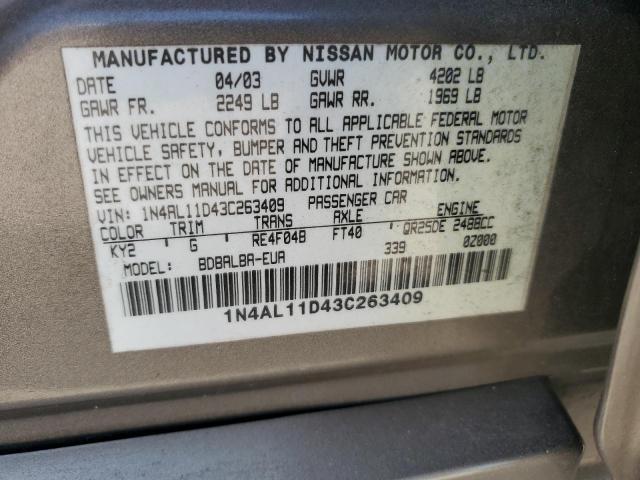 MANUFACTURED BY NISSAN MOTOR CO., LTD.
DATE 04/03 GVWR 4202 LB
GAWR FR. 2249 LB GAWR RR. 1969 LB
THIS VEHICLE CONFORMS TO ALL APPLICABLE FEDERAL MOTOR
VEHICLE SAFETY, BUMPER AND THEFT PREVENTION STANDARDS
IN EFFECT ON THE DATE OF MANUFACTURE SHOWN ABOVE.
SEE OWNERS MANUAL FOR ADDITIONAL INFORMATION
VIN: 1N4AL11D43C263409 PASSENGER CAR
COLOR TRIM TRANS AXLE ENGINE
KY2 G RE4F04B FT40 QR25DE 2488CC
MODEL: BDBALBA-EUA 339 0Z000
1N4AL11D43C263409